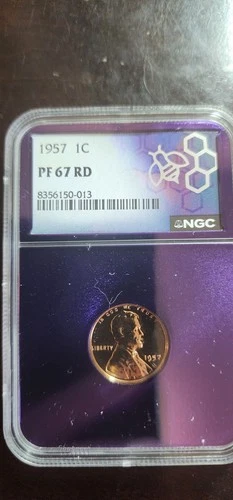 1957 1C
PF 67 RD
8356150-013
NGC
LIBERTY
1957